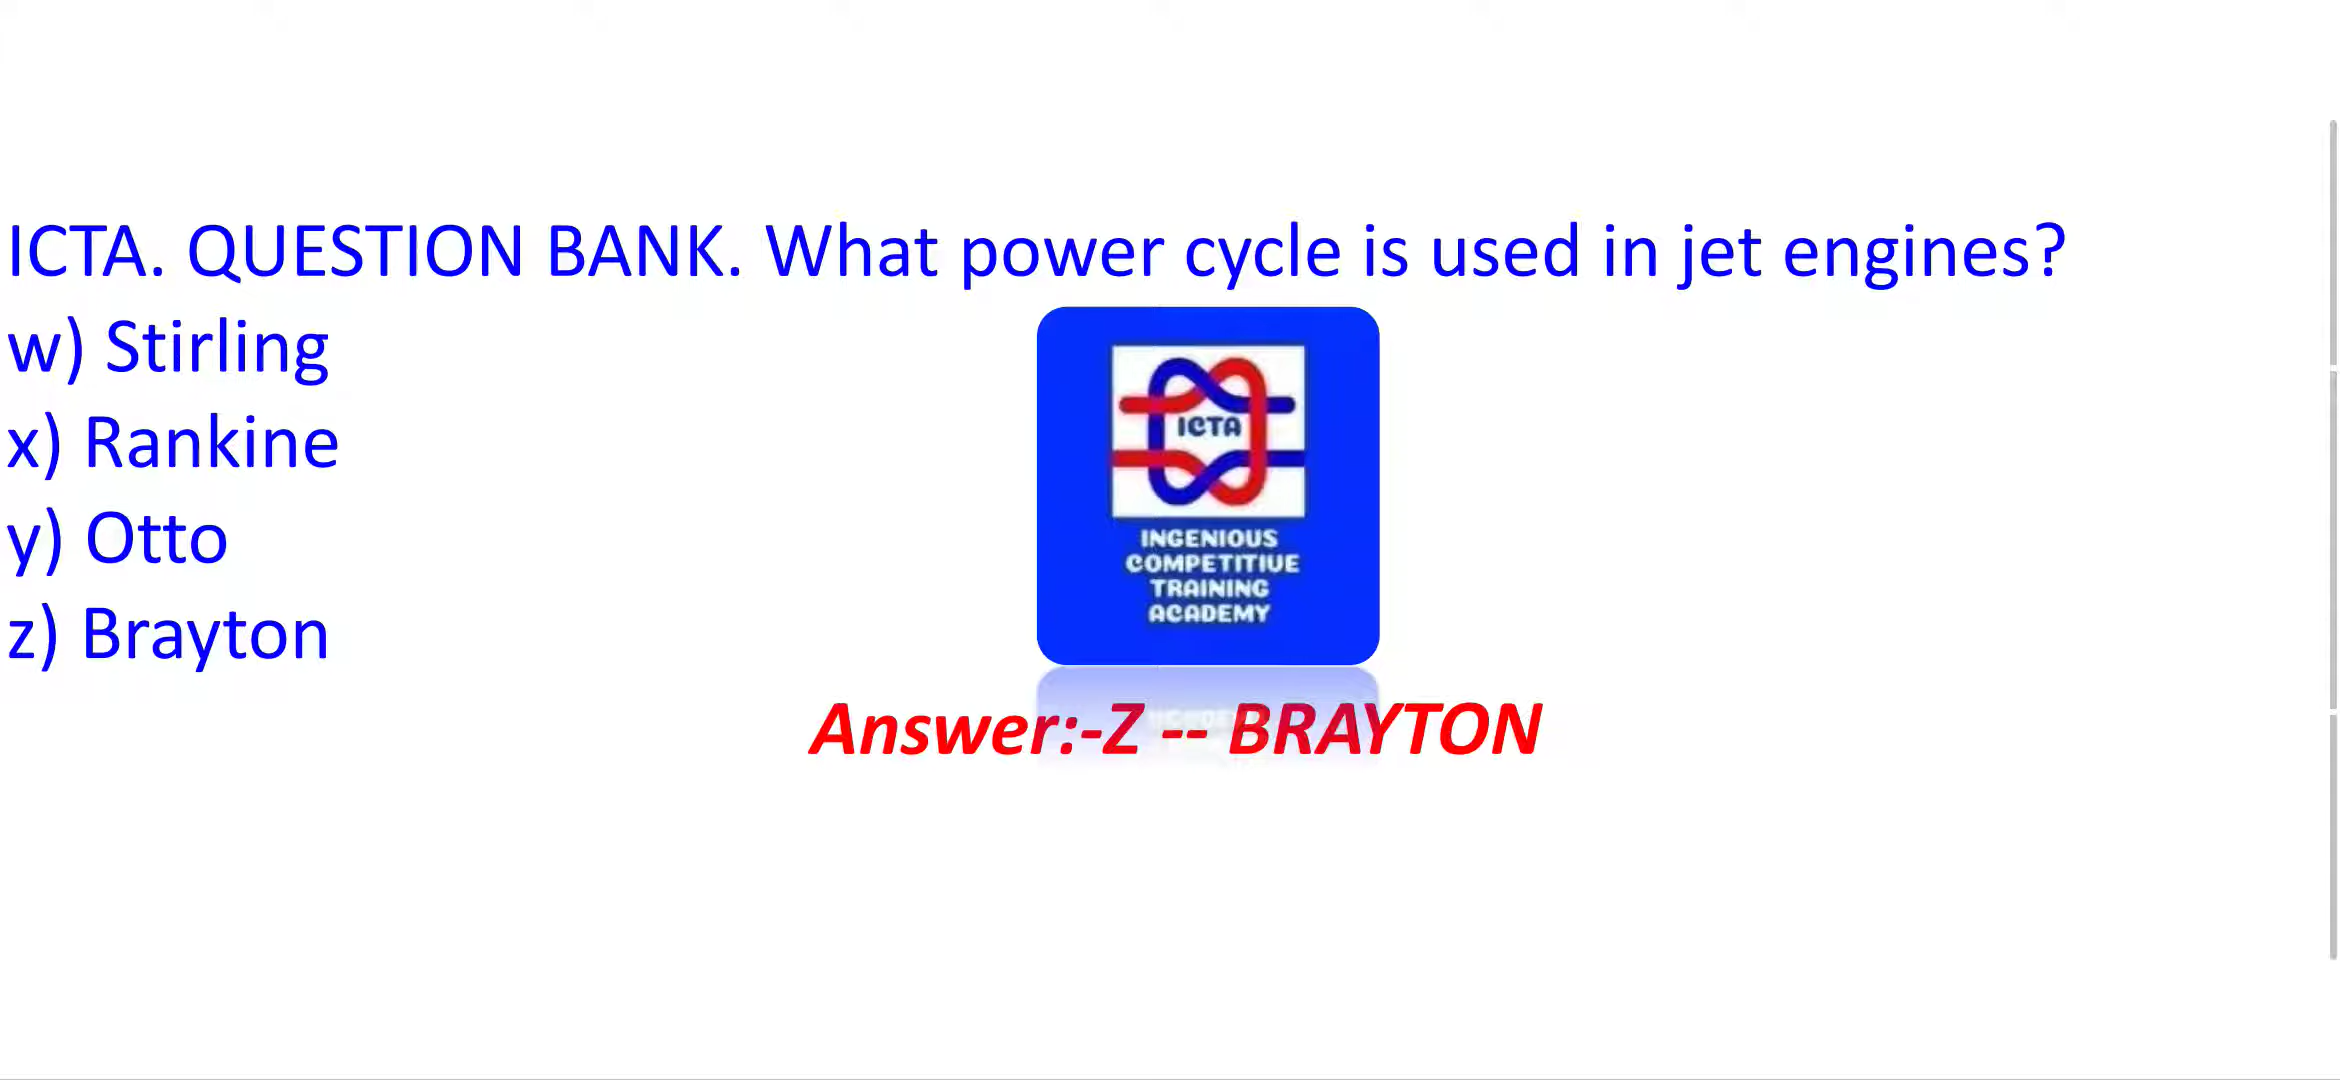 ICTA. QUESTION BANK. What power cycle is used in jet engines?
w) Stirling
x) Rankine
y) Otto
z) Brayton
ICTA
INGENIOUS
COMPETITIUE
TRAINING
ACADEMY
Answer:-Z -- BRAYTON